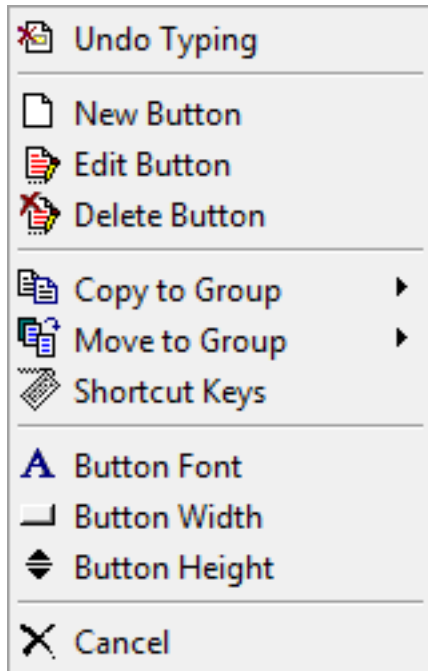 Undo Typing
New Button
Edit Button
Delete Button
Copy to Group
Move to Group
Shortcut Keys
Button Font
Button Width
Button Height
Cancel